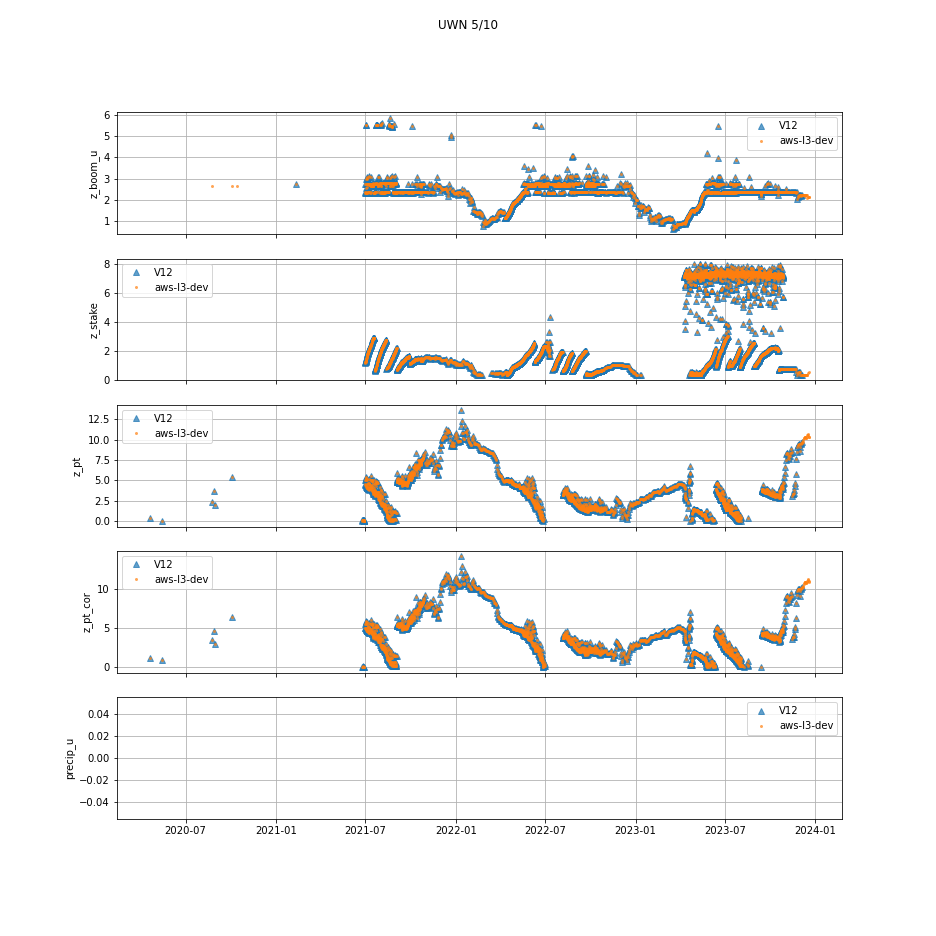 UWN 5/10
6
5
4
3
2
1
z_boom_u
V12
aws-l3-dev
8
6
4
2
0
z_stake
V12
aws-l3-dev
12.5
10.0
7.5
5.0
2.5
0.0
z_pt
V12
aws-l3-dev
10
5
0
z_pt_cor
V12
aws-l3-dev
0.04
0.02
0.00
−0.02
−0.04
precip_u
V12
aws-l3-dev
2020-07 2021-01 2021-07 2022-01 2022-07 2023-01 2023-07 2024-01